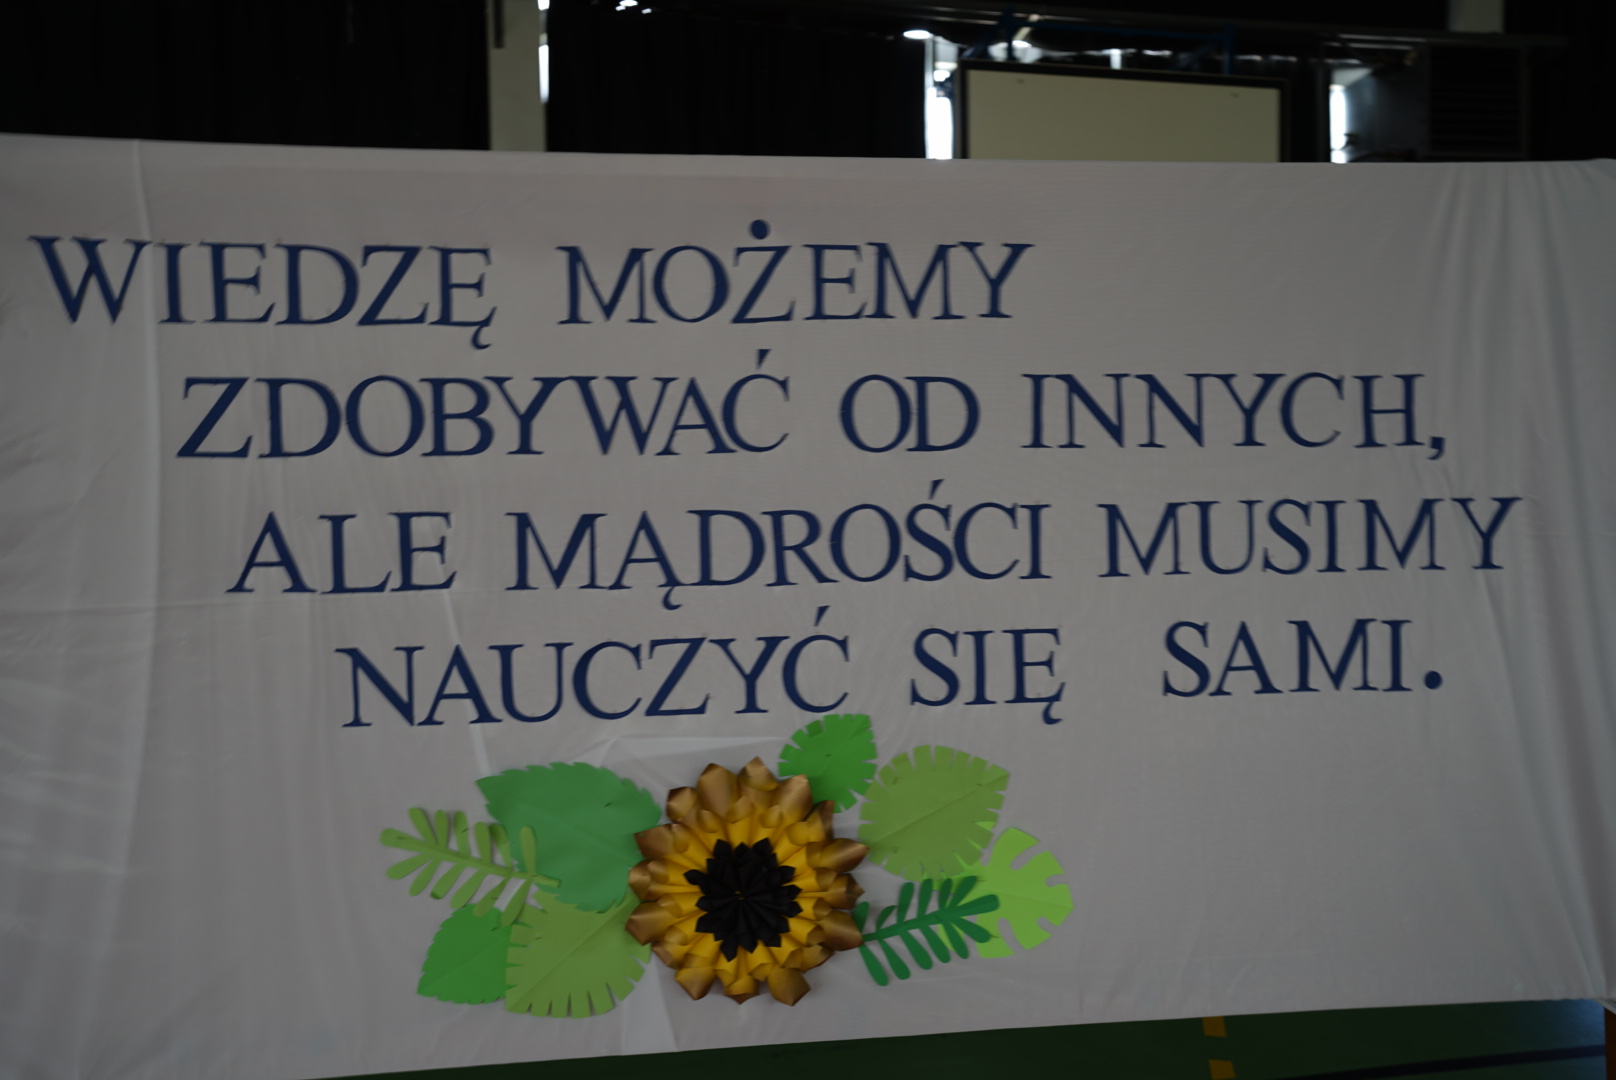 WIEDZĘ MOŻEMY
ZDOBYWAĆ OD INNYCH,
ALE MĄDROŚCI MUSIMY
NAUCZYĆ SIĘ SAMI.